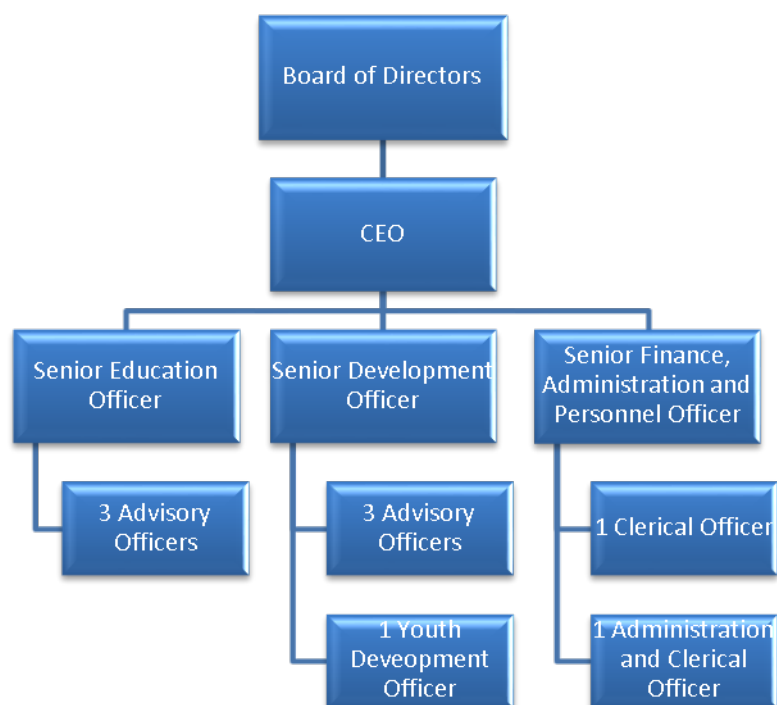 Board of Directors
CEO
Senior Education
Officer
Senior Development
Officer
Senior Finance,
Administration and
Personnel Officer
3 Advisory
Officers
3 Advisory
Officers
1 Clerical Officer
1 Youth
Deveopment
Officer
1 Administration
and Clerical
Officer